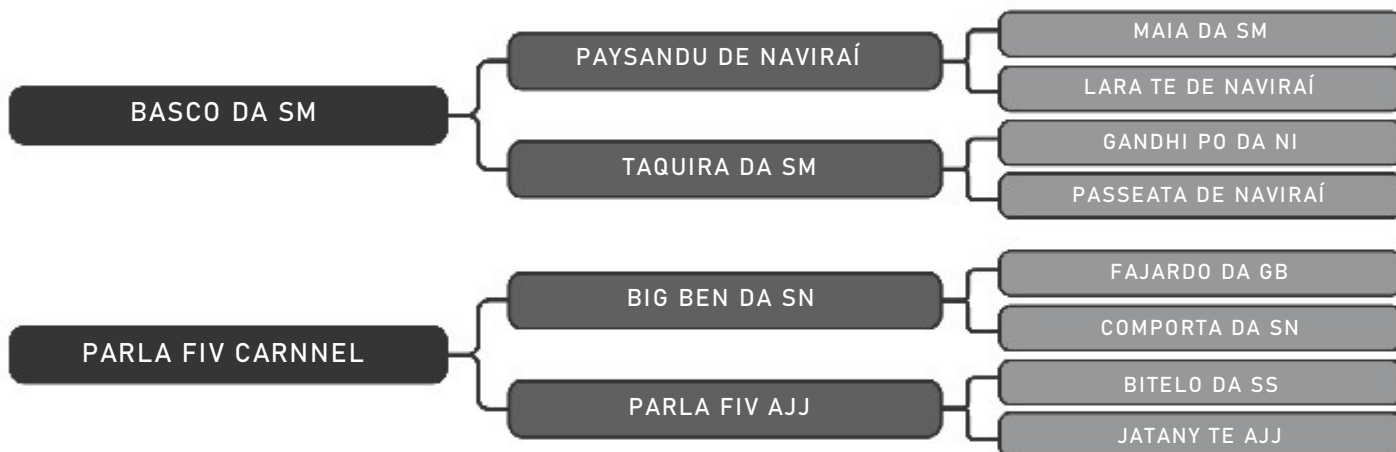 MAIA DA SM
PAYSANDU DE NAVIRAÍ
LARA TE DE NAVIRAÍ
BASCO DA SM
GANDHI PO DA NI
TAQUIRA DA SM
PASSEATA DE NAVIRAÍ
FAJARDO DA GB
BIG BEN DA SN
COMPORTA DA SN
PARLA FIV CARNNEL
BITELO DA SS
PARLA FIV AJJ
JATANY TE AJJ